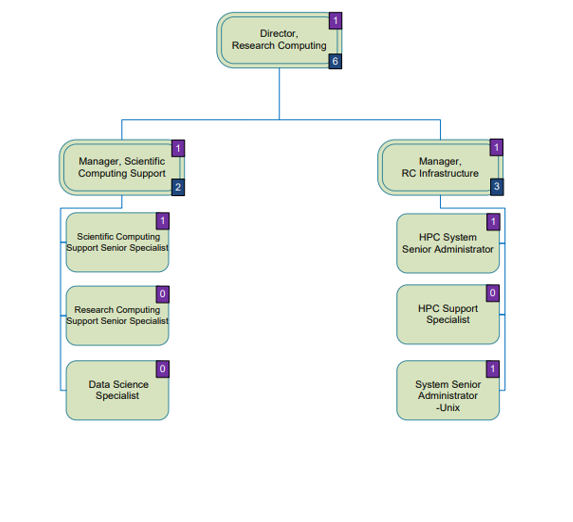 1
Director,
Research Computing
6
1
Manager, Scientific
Computing Support
2
1
Manager,
RC Infrastructure
3
1
Scientific Computing
Support Senior Specialist
1
HPC System
Senior Administrator
0
Research Computing
Support Senior Specialist
0
HPC Support
Specialist
0
Data Science
Specialist
1
System Senior
Administrator
-Unix